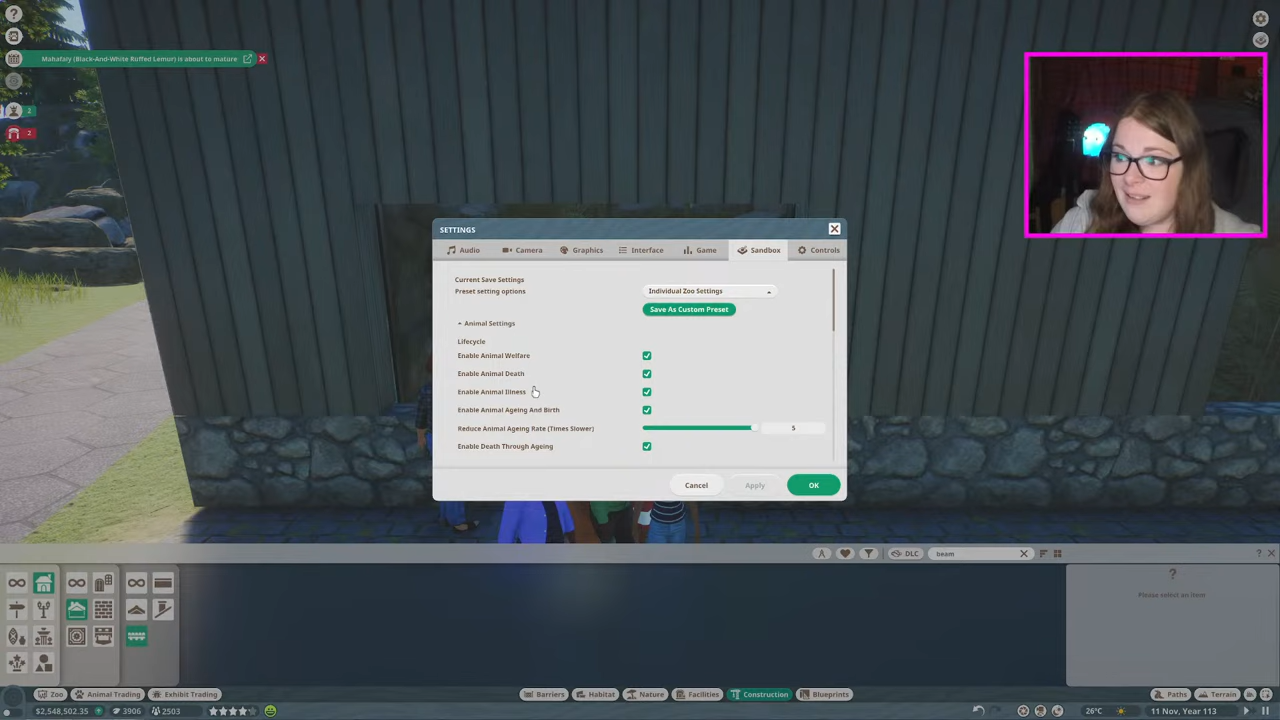 Mahafaly (Black-And-White Ruffed Lemur) is about to mature
2
2
SETTINGS
Audio Camera Graphics Interface Game Sandbox Controls
Current Save Settings
Preset setting options Individual Zoo Settings
Save As Custom Preset
Animal Settings
Lifecycle
Enable Animal Welfare
Enable Animal Death
Enable Animal Illness
Enable Animal Ageing And Birth
Reduce Animal Ageing Rate (Times Slower) 5
Enable Death Through Ageing
Cancel Apply OK
DLC beam
?
Please select an item
Zoo Animal Trading Exhibit Trading Barriers Habitat Nature Facilities Construction Blueprints Paths Terrain
$2,548,502.35 3906 2503 26°C 11 Nov, Year 113